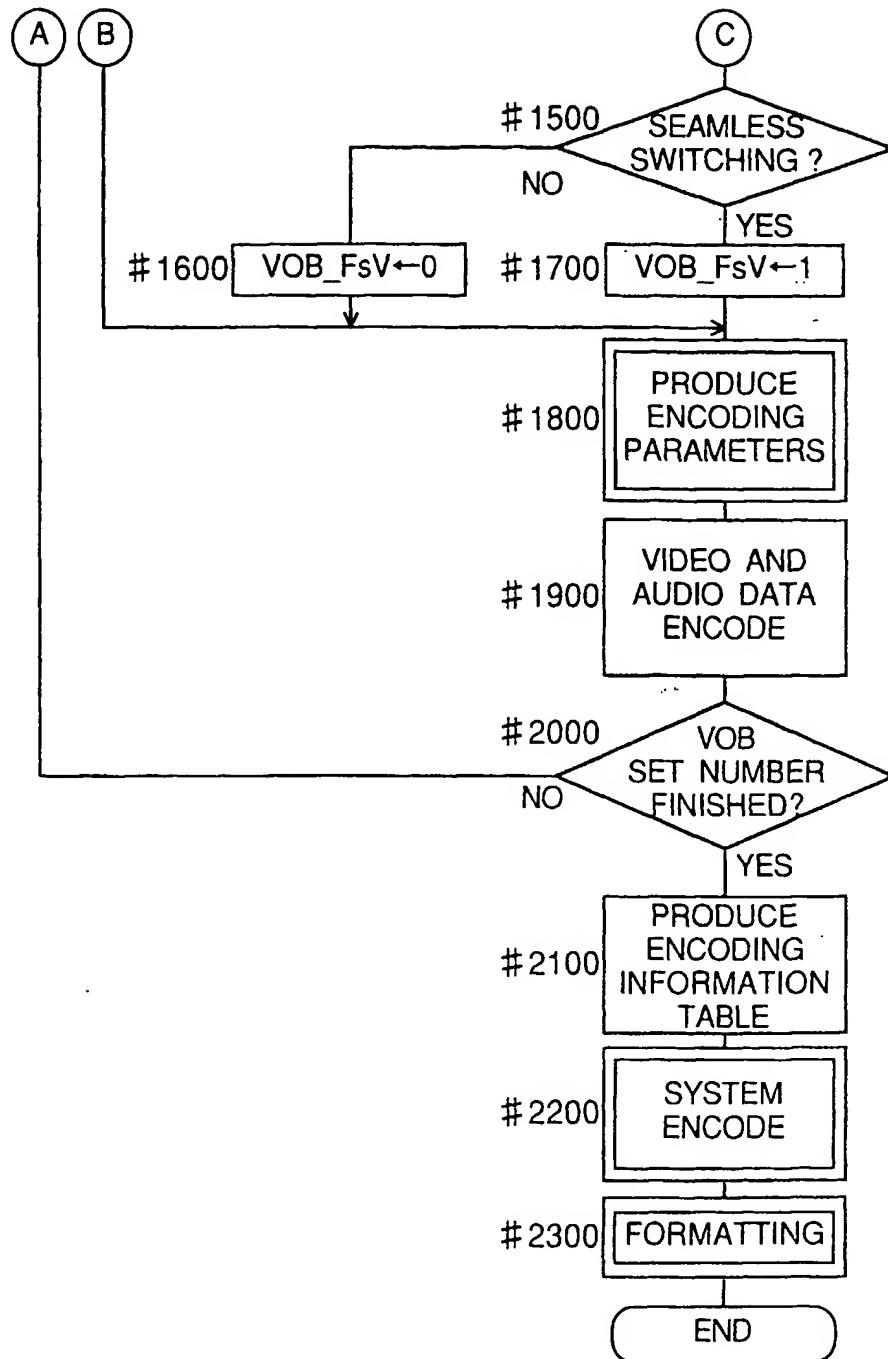 A
B
C
#1500
SEAMLESS
SWITCHING ?
NO
YES
#1600
VOB_FsV←0
#1700
VOB_FsV←1
#1800
PRODUCE
ENCODING
PARAMETERS
#1900
VIDEO AND
AUDIO DATA
ENCODE
#2000
VOB
SET NUMBER
FINISHED?
NO
YES
#2100
PRODUCE
ENCODING
INFORMATION
TABLE
#2200
SYSTEM
ENCODE
#2300
FORMATTING
END